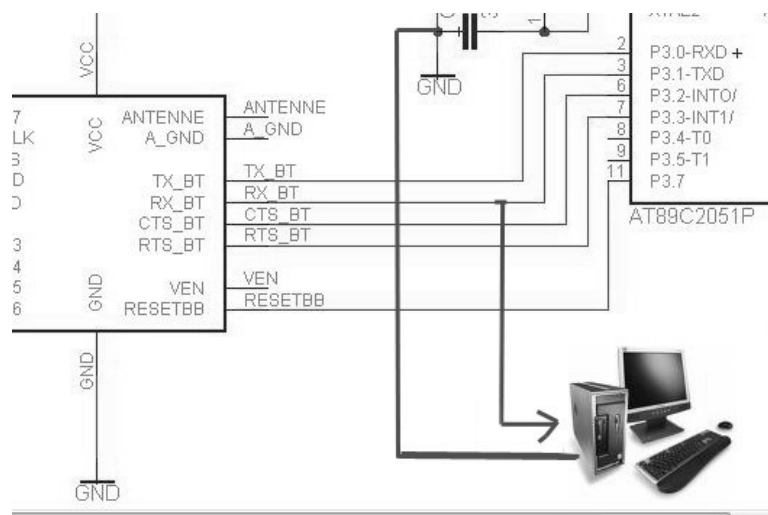 VCC
GND
2
3
6
7
8
9
11
P3.0-RXD +
P3.1-TXD
P3.2-INT0/
P3.3-INT1/
P3.4-T0
P3.5-T1
P3.7
AT89C2051P
7
LK
3
4
5
6
VCC
GND
ANTENNE
A_GND
TX_BT
RX_BT
CTS_BT
RTS_BT
VEN
RESETBB
ANTENNE
A_GND
TX_BT
RX_BT
CTS_BT
RTS_BT
VEN
RESETBB
GND
GND